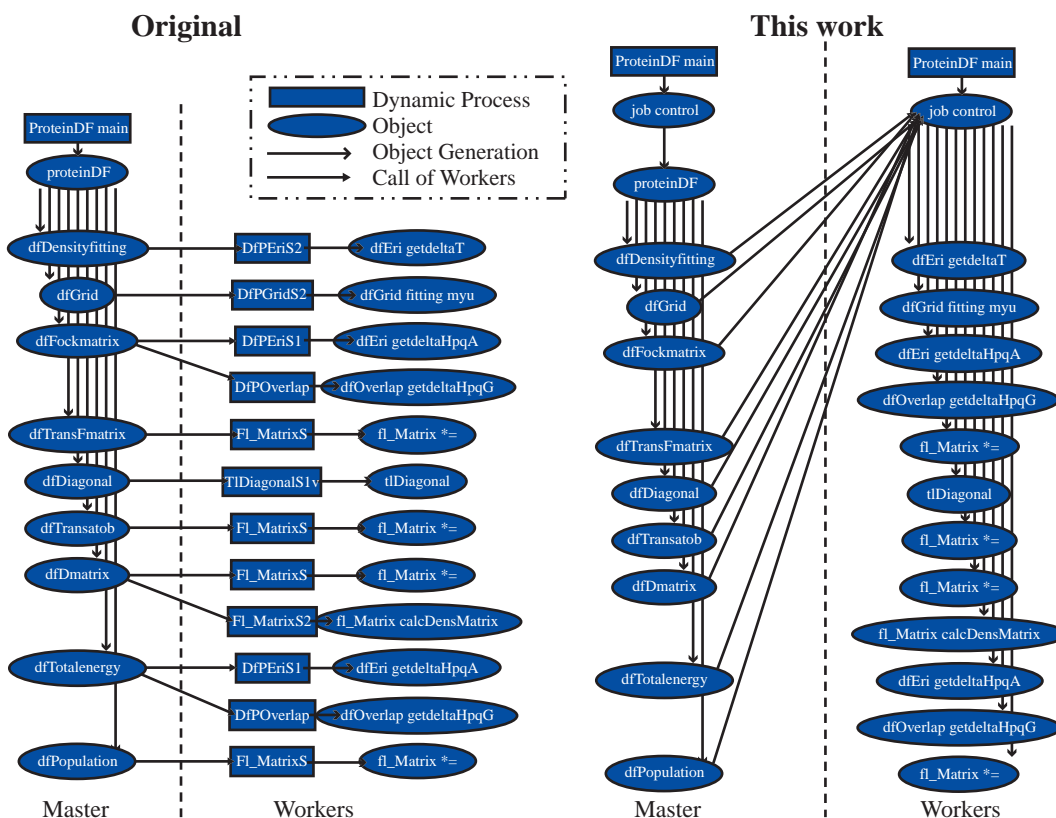 Original
This work
Dynamic Process
Object
Object Generation
Call of Workers
ProteinDF main
proteinDF
dfDensityfitting
DfPEriS2
dfEri getdeltaT
dfGrid
DfPGridS2
dfGrid fitting myu
dfFockmatrix
DfPEriS1
dfEri getdeltaHpqA
DfPOverlap
dfOverlap getdeltaHpqG
dfTransFmatrix
Fl_MatrixS
fl_Matrix *=
dfDiagonal
TlDiagonalS1v
tlDiagonal
dfTransatob
Fl_MatrixS
fl_Matrix *=
dfDmatrix
Fl_MatrixS
fl_Matrix *=
Fl_MatrixS2
fl_Matrix calcDensMatrix
dfTotalenergy
DfPEriS1
dfEri getdeltaHpqA
DfPOverlap
dfOverlap getdeltaHpqG
dfPopulation
Fl_MatrixS
fl_Matrix *=
Master
Workers
ProteinDF main
job control
proteinDF
dfDensityfitting
dfGrid
dfFockmatrix
dfTransFmatrix
dfDiagonal
dfTransatob
dfDmatrix
dfTotalenergy
dfPopulation
Master
ProteinDF main
job control
dfEri getdeltaT
dfGrid fitting myu
dfEri getdeltaHpqA
dfOverlap getdeltaHpqG
fl_Matrix *=
tlDiagonal
fl_Matrix *=
fl_Matrix *=
fl_Matrix calcDensMatrix
dfEri getdeltaHpqA
dfOverlap getdeltaHpqG
fl_Matrix *=
Workers